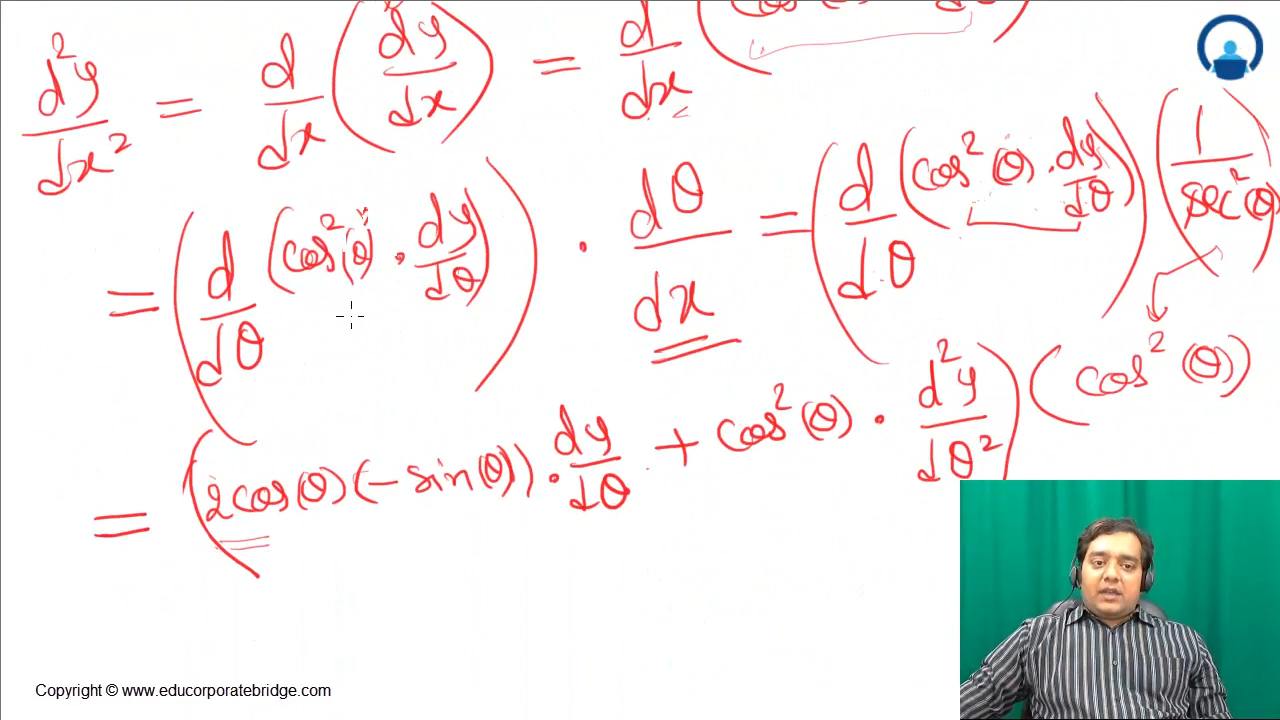 d²y/dx² = d/dx (dy/dx) = d/dx (cos²
= (d/dθ (cos²(θ) · dy/dθ)) · dθ/dx = (d/dθ (cos²(θ) · dy/dθ)) (1/sec²(θ))
(cos²(θ))
= (2cos(θ)(-sin(θ)) · dy/dθ + cos²(θ) · d²y/dθ²)
Copyright © www.educorporatebridge.com